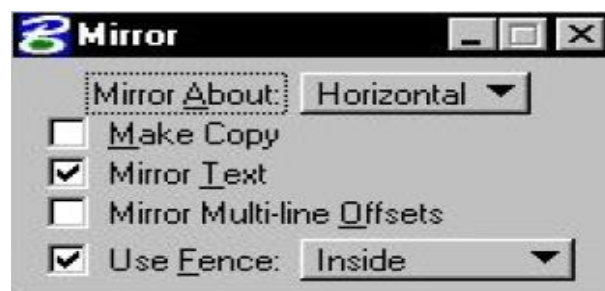 Mirror
Mirror About: Horizontal
Make Copy
Mirror Text
Mirror Multi-line Offsets
Use Fence: Inside